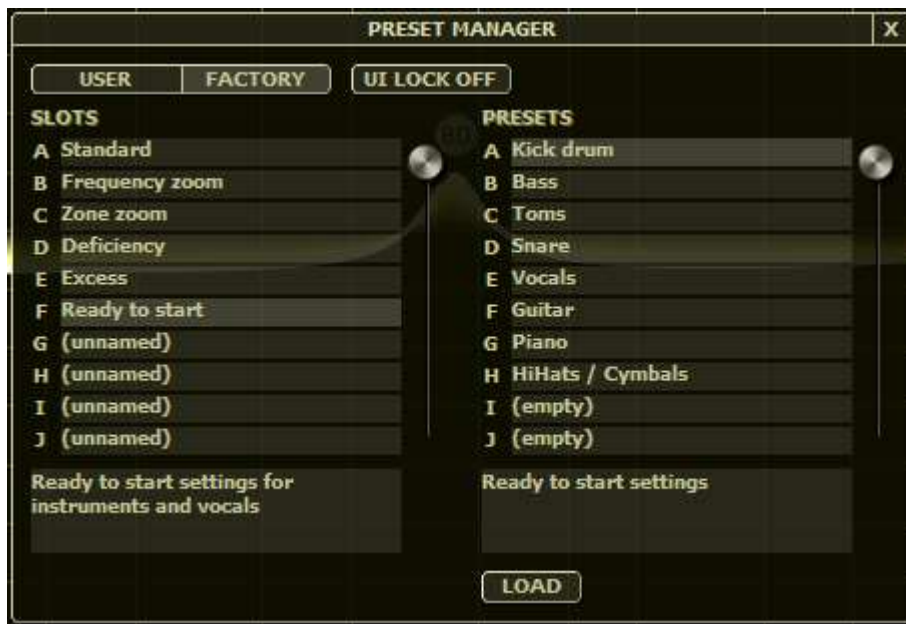 PRESET MANAGER
X
USER
FACTORY
UI LOCK OFF
SLOTS
A Standard
B Frequency zoom
C Zone zoom
D Deficiency
E Excess
F Ready to start
G (unnamed)
H (unnamed)
I (unnamed)
J (unnamed)
Ready to start settings for
instruments and vocals
PRESETS
A Kick drum
B Bass
C Toms
D Snare
E Vocals
F Guitar
G Piano
H HiHats / Cymbals
I (empty)
J (empty)
Ready to start settings
LOAD